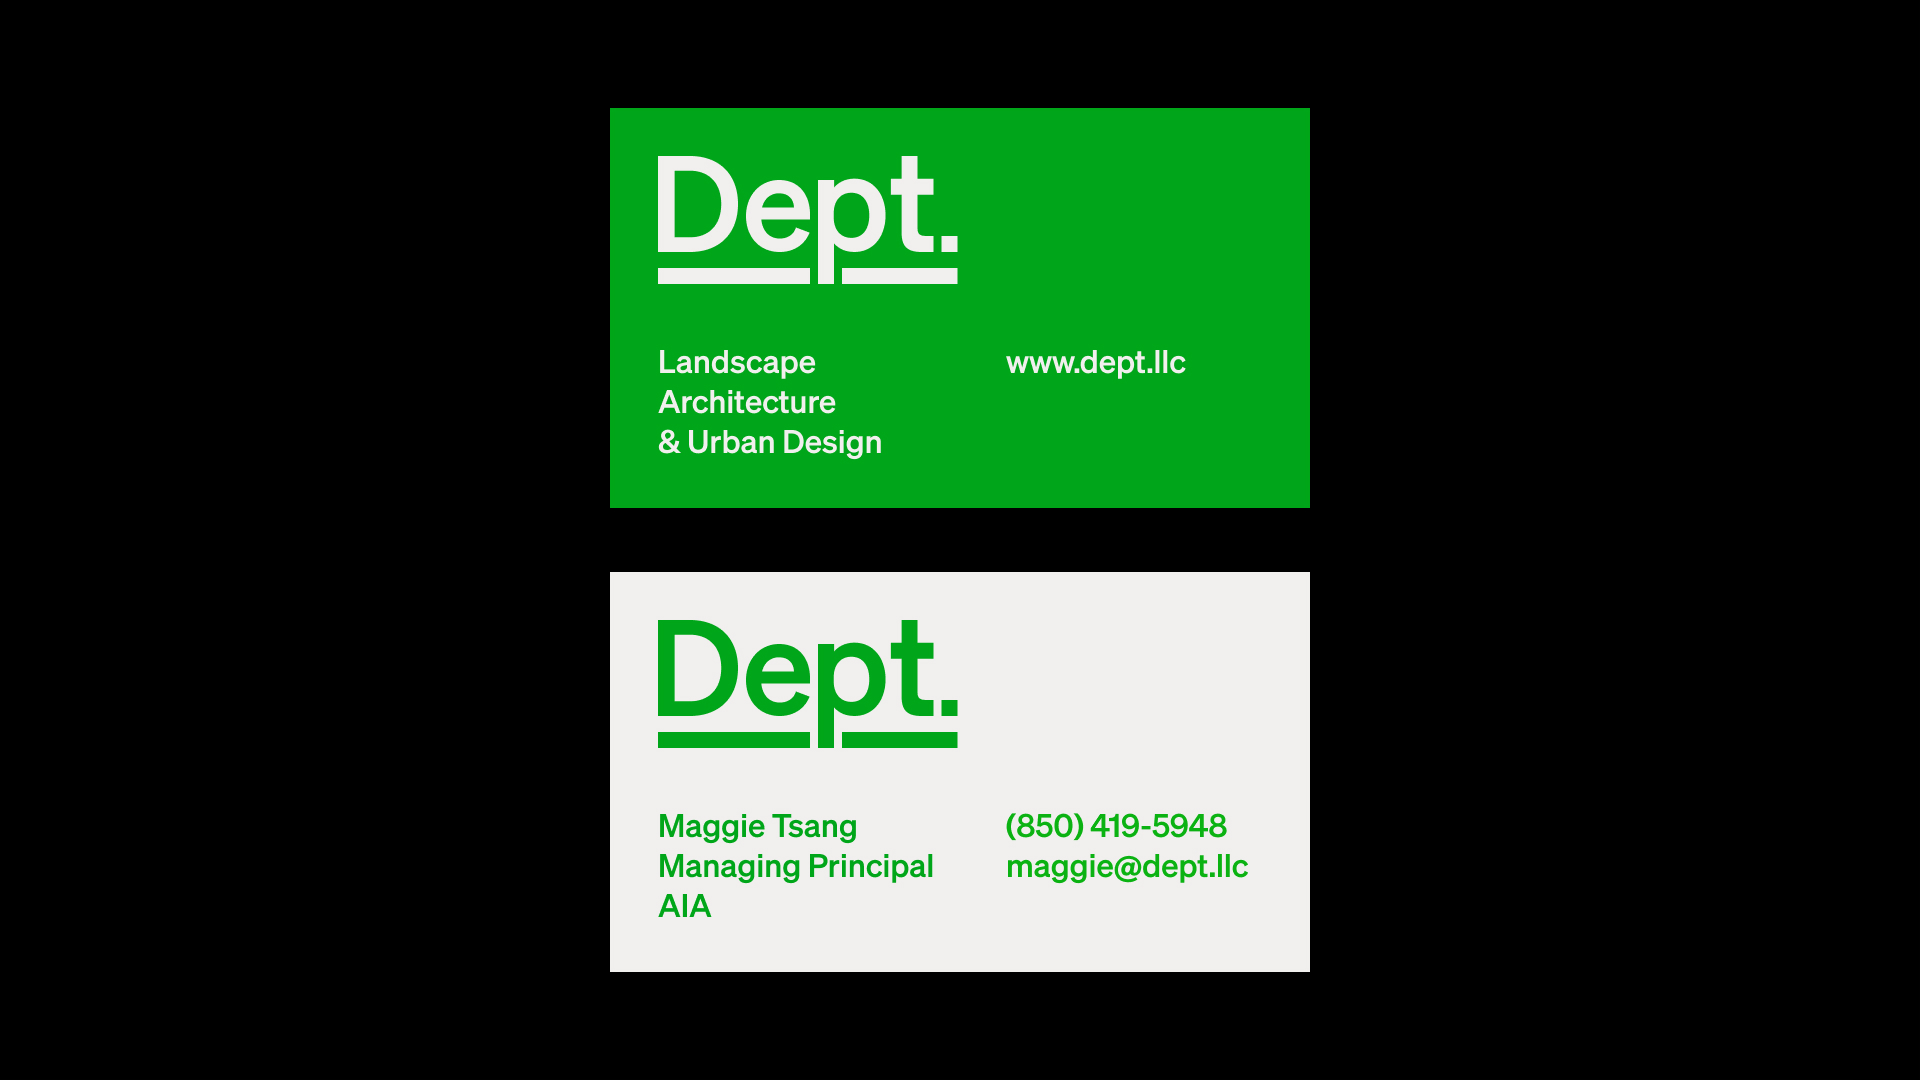 Dept.
Landscape
Architecture
& Urban Design
www.dept.llc
Dept.
Maggie Tsang
Managing Principal
AIA
(850) 419-5948
maggie@dept.llc